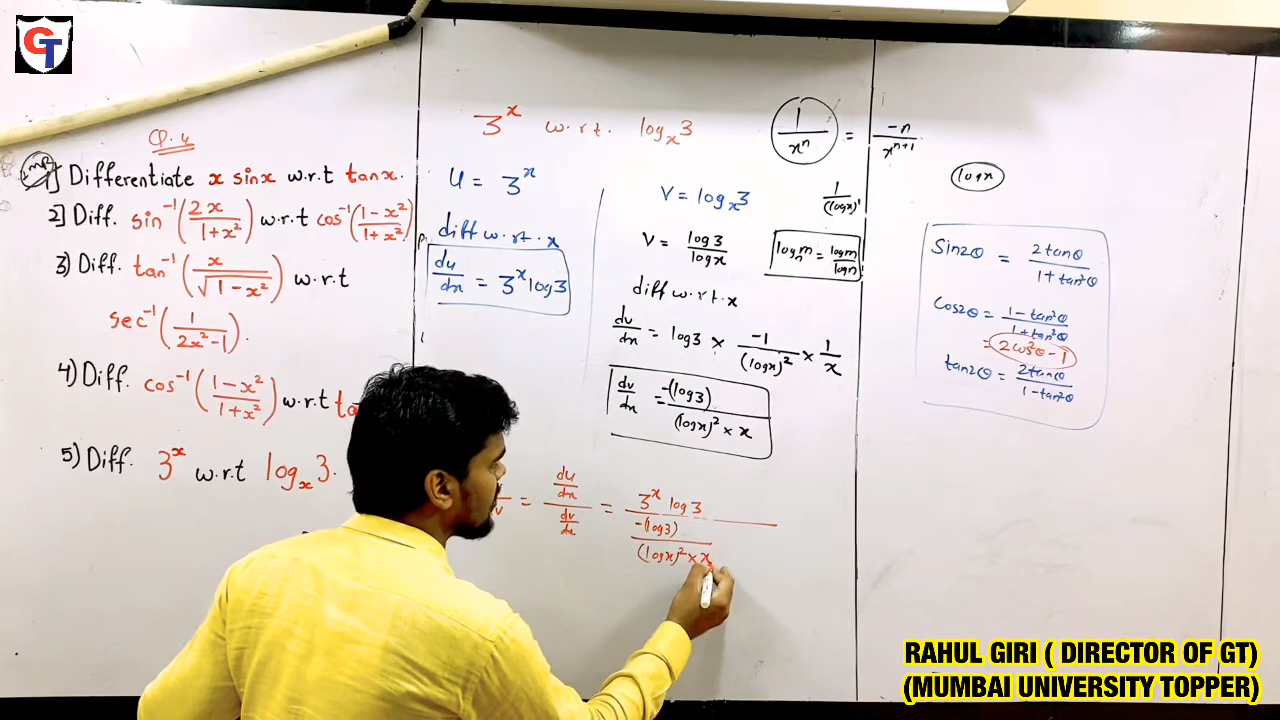 GT
Q.4
1] Differentiate x sinx w.r.t tanx.
2] Diff. sin⁻¹(2x/1+x²) w.r.t cos⁻¹(1-x²/1+x²)
3) Diff. tan⁻¹(x/√1-x²) w.r.t
sec⁻¹(1/2x²-1).
4) Diff. cos⁻¹(1-x²/1+x²) w.r.t ta
5) Diff. 3ˣ w.r.t logₓ3.
3ˣ w.r.t. logₓ3
u = 3ˣ
diff w.r.t.x
du/dx = 3ˣlog3
v = logₓ3
v = log3/logx
diff w.r.t.x
dv/dx = log3 × -1/(logx)² × 1/x
dv/dx = -(log3)/(logx)² × x
= du/dx / dv/dx = 3ˣ log3 / -(log3)/(logx)² × x
1/xⁿ = -n/xⁿ⁺¹
1/(logx)¹
logₙm = logm/logn
logx
Sin2θ = 2tanθ/1+tan²θ
Cos2θ = 1-tan²θ/1+tan²θ
= 2cos²θ-1
tan2θ = 2tanθ/1-tan²θ
RAHUL GIRI ( DIRECTOR OF GT)
(MUMBAI UNIVERSITY TOPPER)